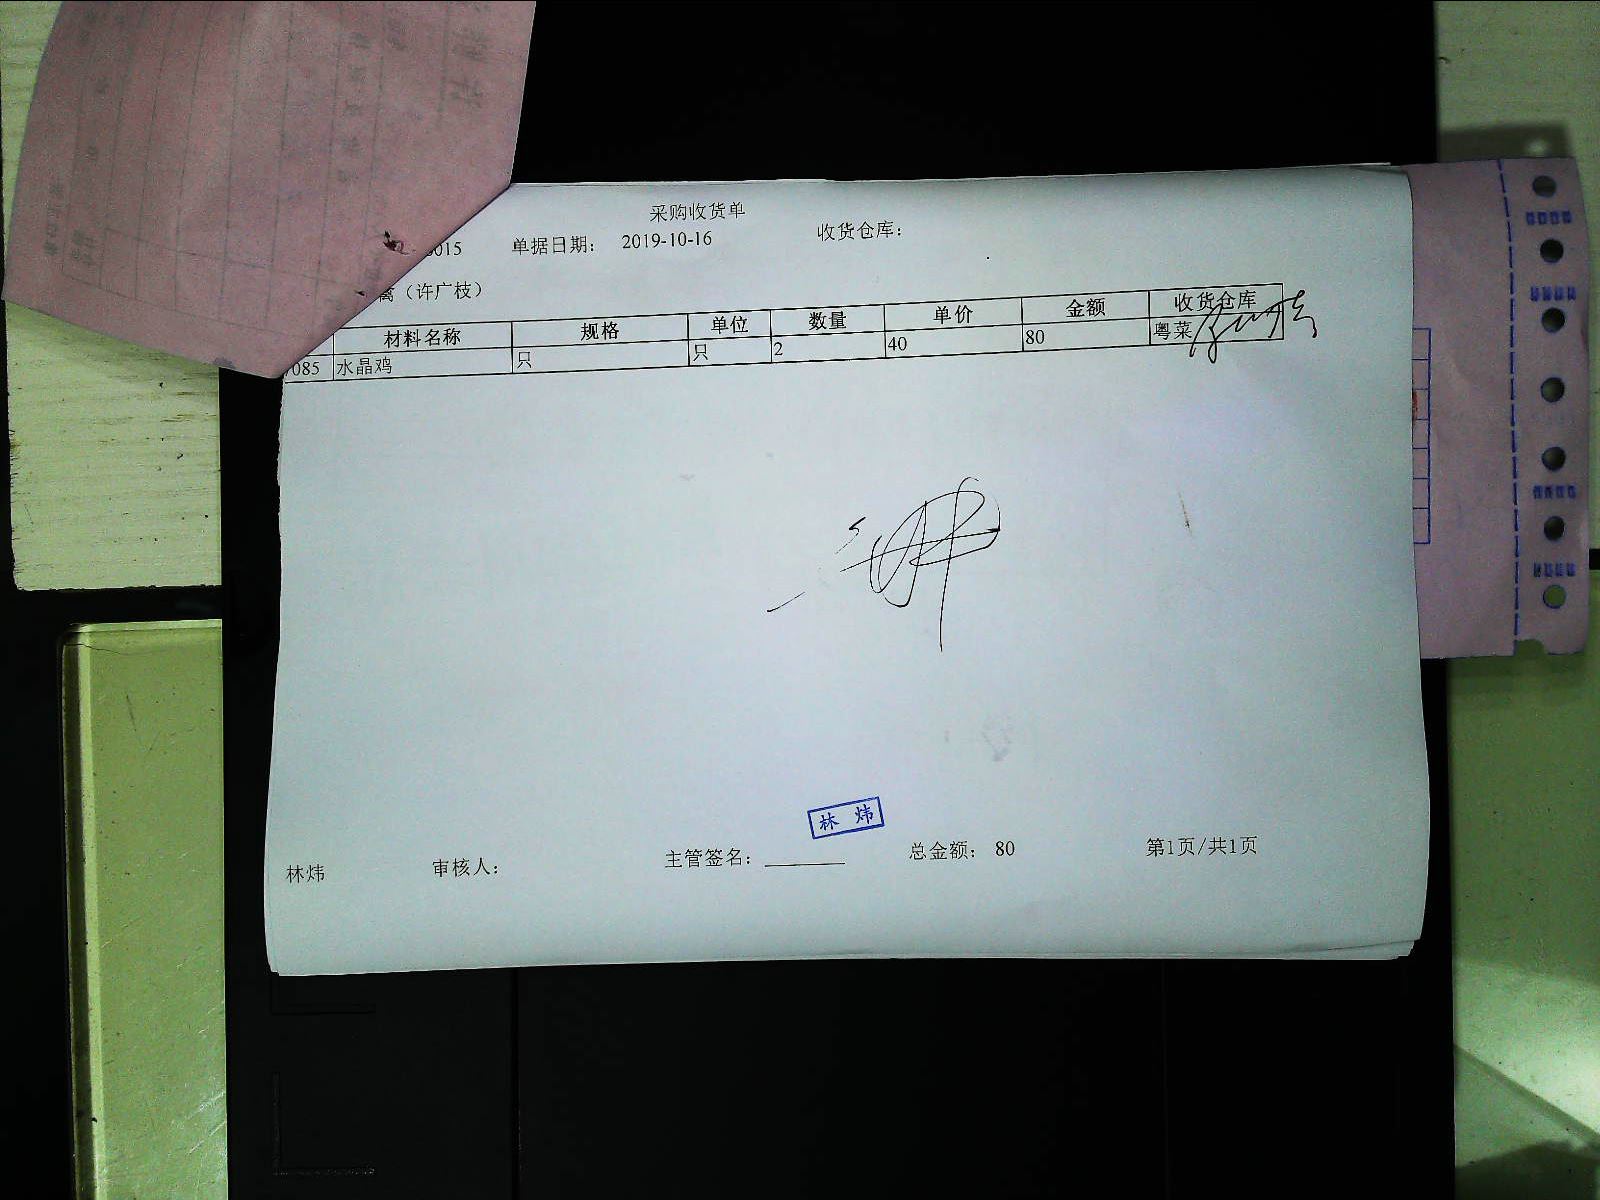 采购收货单
0015 单据日期: 2019-10-16 收货仓库:
禽（许广枝）
材料名称 规格 单位 数量 单价 金额 收货仓库
7085 水晶鸡 只 只 2 40 80 粤菜
林 炜
林炜 审核人: 主管签名: 总金额: 80 第1页/共1页